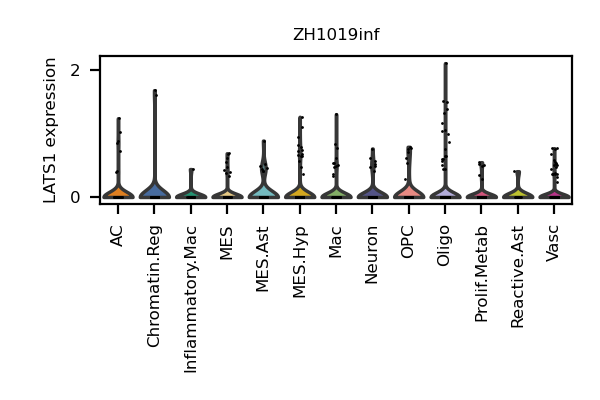 ZH1019inf
LATS1 expression
2
0
AC
Chromatin.Reg
Inflammatory.Mac
MES
MES.Ast
MES.Hyp
Mac
Neuron
OPC
Oligo
Prolif.Metab
Reactive.Ast
Vasc